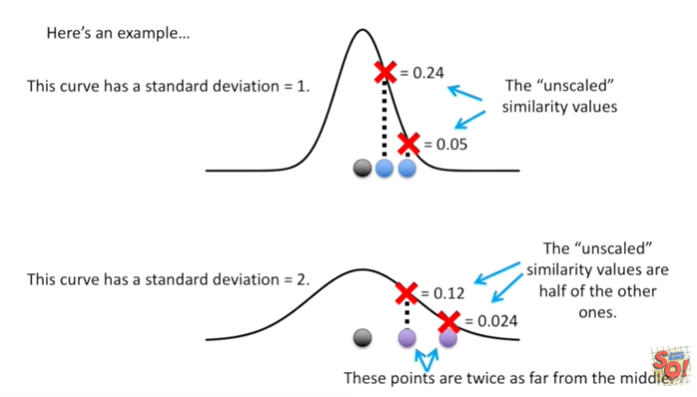 Here's an example...
This curve has a standard deviation = 1.
= 0.24
= 0.05
The "unscaled"
similarity values
This curve has a standard deviation = 2.
= 0.12
= 0.024
The "unscaled"
similarity values are
half of the other
ones.
These points are twice as far from the middle.
SQ!